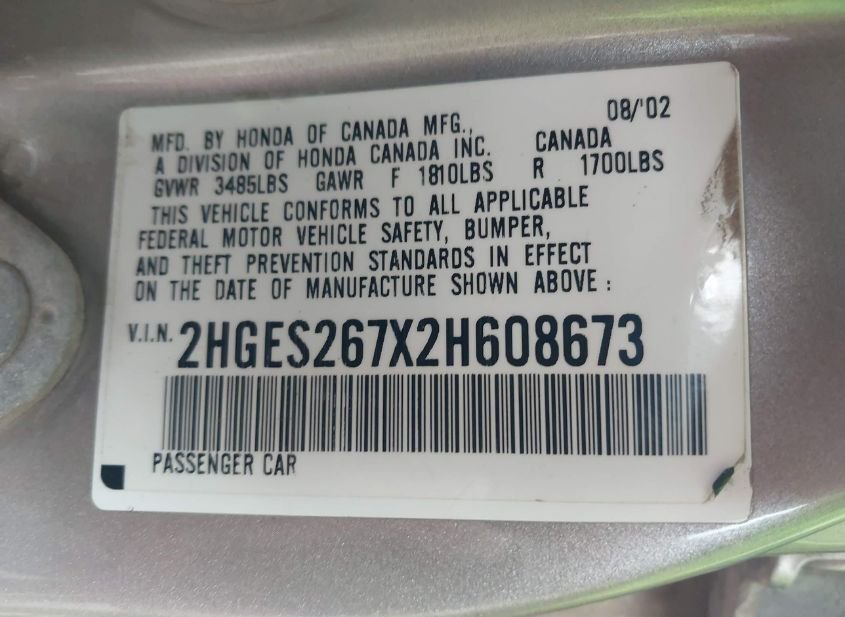 08/'02
MFD. BY HONDA OF CANADA MFG.,
A DIVISION OF HONDA CANADA INC. CANADA
GVWR 3485LBS GAWR F 1810LBS R 1700LBS
THIS VEHICLE CONFORMS TO ALL APPLICABLE
FEDERAL MOTOR VEHICLE SAFETY, BUMPER,
AND THEFT PREVENTION STANDARDS IN EFFECT
ON THE DATE OF MANUFACTURE SHOWN ABOVE:
V.I.N. 2HGES267X2H608673
PASSENGER CAR